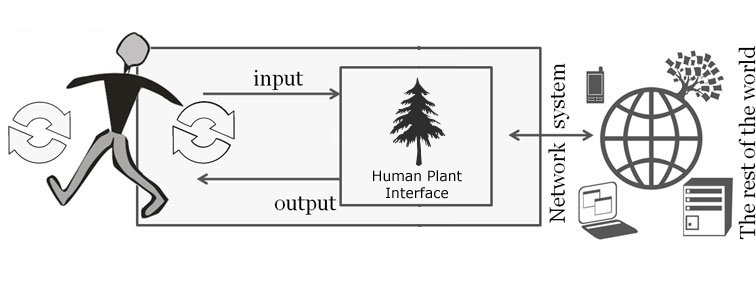 input
Human Plant
Interface
output
Network system
The rest of the world